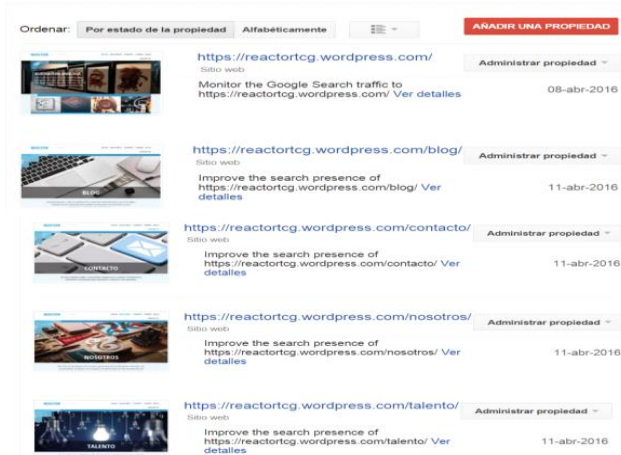 Ordenar: Por estado de la propiedad Alfabéticamente AÑADIR UNA PROPIEDAD
https://reactortcg.wordpress.com/ Administrar propiedad
Sitio web
Monitor the Google Search traffic to 08-abr-2016
https://reactortcg.wordpress.com/ Ver detalles
https://reactortcg.wordpress.com/blog/ Administrar propiedad
Sitio web
BLOG
Improve the search presence of
https://reactortcg.wordpress.com/blog/ Ver 11-abr-2016
detalles
https://reactortcg.wordpress.com/contacto/ Administrar propiedad
Sitio web
CONTACTO
Improve the search presence of
https://reactortcg.wordpress.com/contacto/ Ver 11-abr-2016
detalles
https://reactortcg.wordpress.com/nosotros/ Administrar propiedad
Sitio web
NOSOTROS
Improve the search presence of
https://reactortcg.wordpress.com/nosotros/ Ver 11-abr-2016
detalles
https://reactortcg.wordpress.com/talento/ Administrar propiedad
Sitio web
TALENTO
Improve the search presence of
https://reactortcg.wordpress.com/talento/ Ver 11-abr-2016
detalles